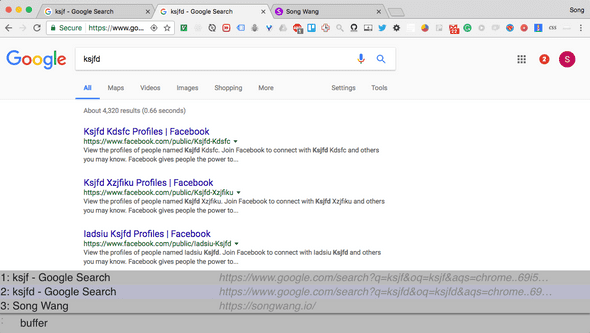 ksjf - Google Search
ksjfd - Google Search
Song Wang
Song
Secure
https://www.go...
Google
ksjfd
2
S
All Maps Videos Images Shopping More Settings Tools
About 4,320 results (0.66 seconds)
Ksjfd Kdsfc Profiles | Facebook
https://www.facebook.com/public/Ksjfd-Kdsfc
View the profiles of people named Ksjfd Kdsfc. Join Facebook to connect with Ksjfd Kdsfc and others
you may know. Facebook gives people the power to...
Ksjfd Xzjfiku Profiles | Facebook
https://www.facebook.com/public/Ksjfd-Xzjfiku
View the profiles of people named Ksjfd Xzjfiku. Join Facebook to connect with Ksjfd Xzjfiku and others
you may know. Facebook gives people the power to...
Iadsiu Ksjfd Profiles | Facebook
https://www.facebook.com/public/Iadsiu-Ksjfd
View the profiles of people named Iadsiu Ksjfd. Join Facebook to connect with Iadsiu Ksjfd and others
you may know. Facebook gives people the power to...
1: ksjf - Google Search https://www.google.com/search?q=ksjf&oq=ksjf&aqs=chrome..69i5...
2: ksjfd - Google Search https://www.google.com/search?q=ksjfd&oq=ksjfd&aqs=chrome..69...
3: Song Wang https://songwang.io/
: buffer